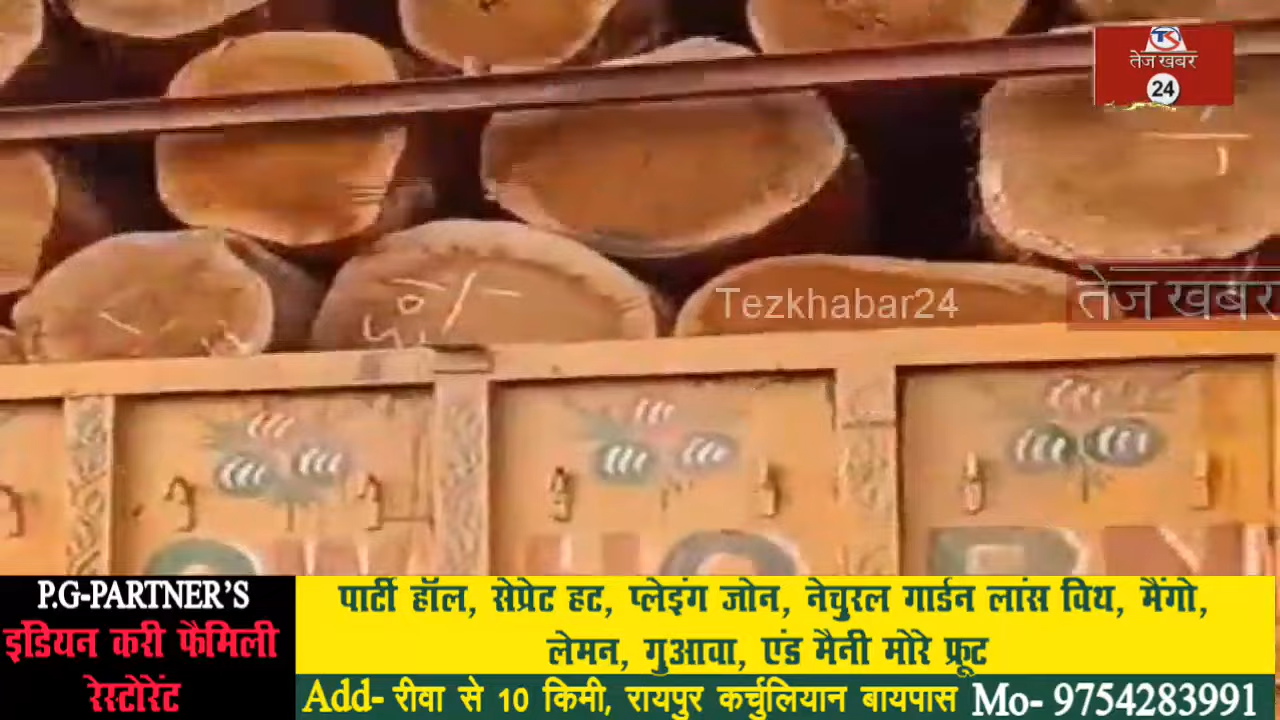 TK
तेज खबर
24
Tezkhabar24
तेज खबर
P.G-PARTNER'S
इंडियन करी फैमिली
रेस्टोरेंट
पार्टी हॉल, सेप्रेट हट, प्लेइंग जोन, नेचुरल गार्डन लांस विथ, मैंगो,
लेमन, गुआवा, एंड मैनी मोरे फ्रूट
Add- रीवा से 10 किमी, रायपुर कर्चुलियान बायपास
Mo- 9754283991